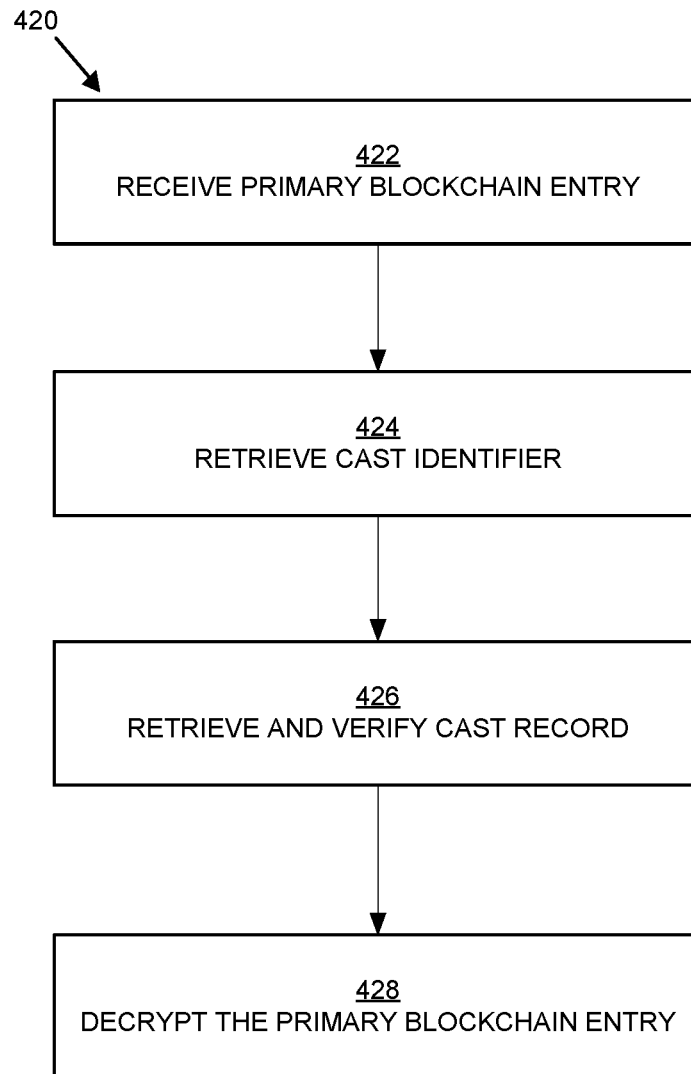 420
422
RECEIVE PRIMARY BLOCKCHAIN ENTRY
424
RETRIEVE CAST IDENTIFIER
426
RETRIEVE AND VERIFY CAST RECORD
428
DECRYPT THE PRIMARY BLOCKCHAIN ENTRY